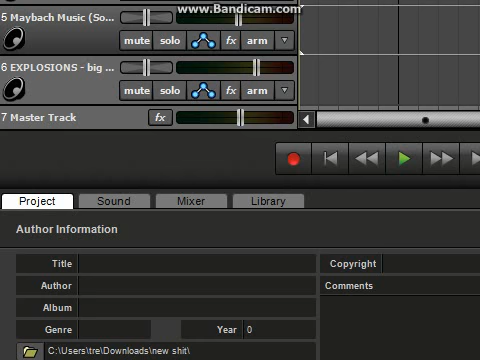 www.Bandicam.com
5 Maybach Music (So...
mute solo fx arm
6 EXPLOSIONS - big ...
mute solo fx arm
7 Master Track fx
Project Sound Mixer Library
Author Information
Title
Copyright
Author
Comments
Album
Genre
Year 0
C:\Users\tre\Downloads\new shit\